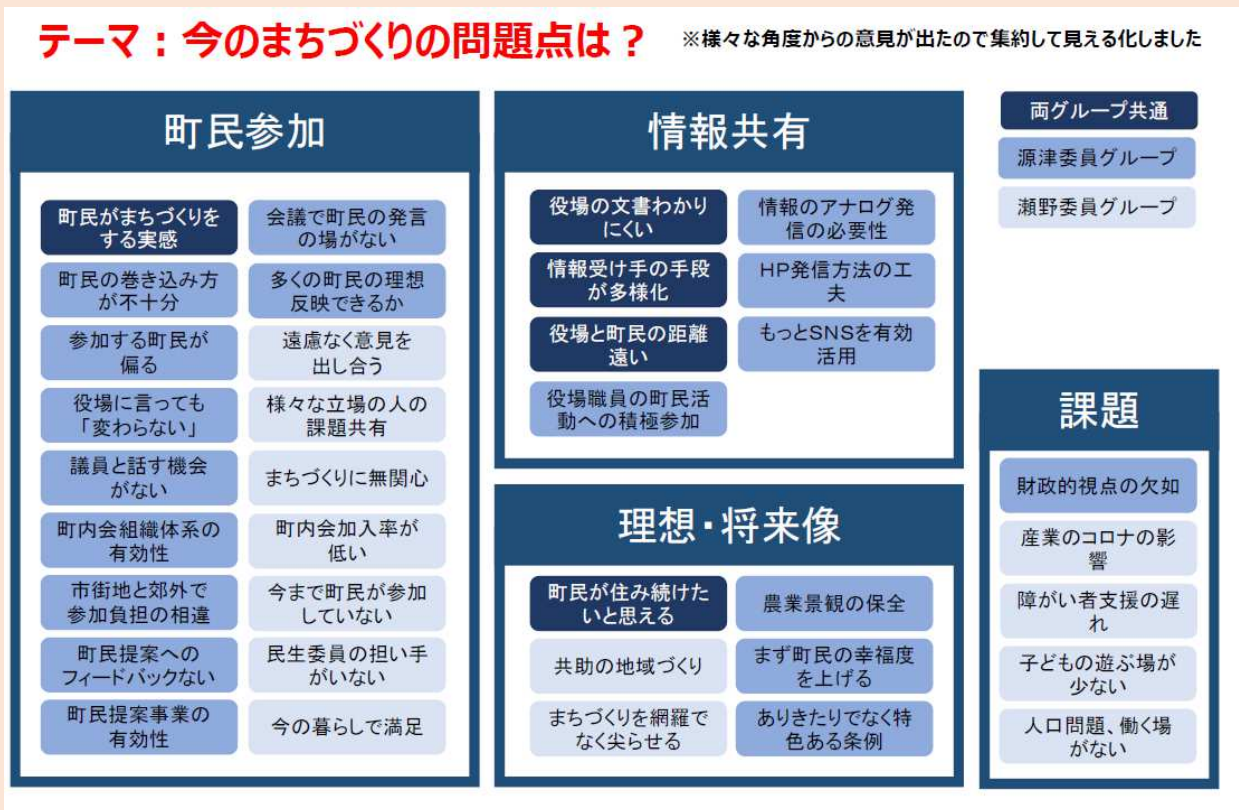 テーマ：今のまちづくりの問題点は？
※様々な角度からの意見が出たので集約して見える化しました
町民参加
町民がまちづくりを
する実感
会議で町民の発言
の場がない
町民の巻き込み方
が不十分
多くの町民の理想
反映できるか
参加する町民が
偏る
遠慮なく意見を
出し合う
役場に言っても
「変わらない」
様々な立場の人の
課題共有
議員と話す機会
がない
まちづくりに無関心
町内会組織体系の
有効性
町内会加入率が
低い
市街地と郊外で
参加負担の相違
今まで町民が参加
していない
町民提案への
フィードバックない
民生委員の担い手
がいない
町民提案事業の
有効性
今の暮らしで満足
情報共有
役場の文書わかり
にくい
情報のアナログ発
信の必要性
情報受け手の手段
が多様化
HP発信方法の工
夫
役場と町民の距離
遠い
もっとSNSを有効
活用
役場職員の町民活
動への積極参加
理想・将来像
町民が住み続けた
いと思える
農業景観の保全
共助の地域づくり
まず町民の幸福度
を上げる
まちづくりを網羅で
なく尖らせる
ありきたりでなく特
色ある条例
両グループ共通
源津委員グループ
瀬野委員グループ
課題
財政的視点の欠如
産業のコロナの影
響
障がい者支援の遅
れ
子どもの遊ぶ場が
少ない
人口問題、働く場
がない